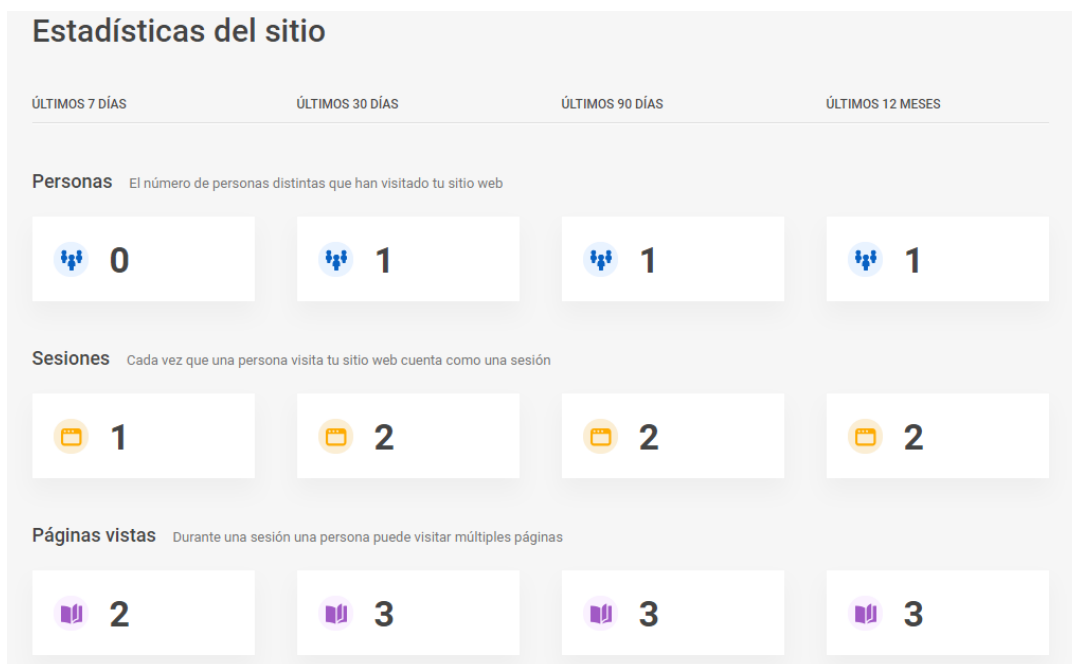 Estadísticas del sitio
ÚLTIMOS 7 DÍAS ÚLTIMOS 30 DÍAS ÚLTIMOS 90 DÍAS ÚLTIMOS 12 MESES
Personas El número de personas distintas que han visitado tu sitio web
0 1 1 1
Sesiones Cada vez que una persona visita tu sitio web cuenta como una sesión
1 2 2 2
Páginas vistas Durante una sesión una persona puede visitar múltiples páginas
2 3 3 3